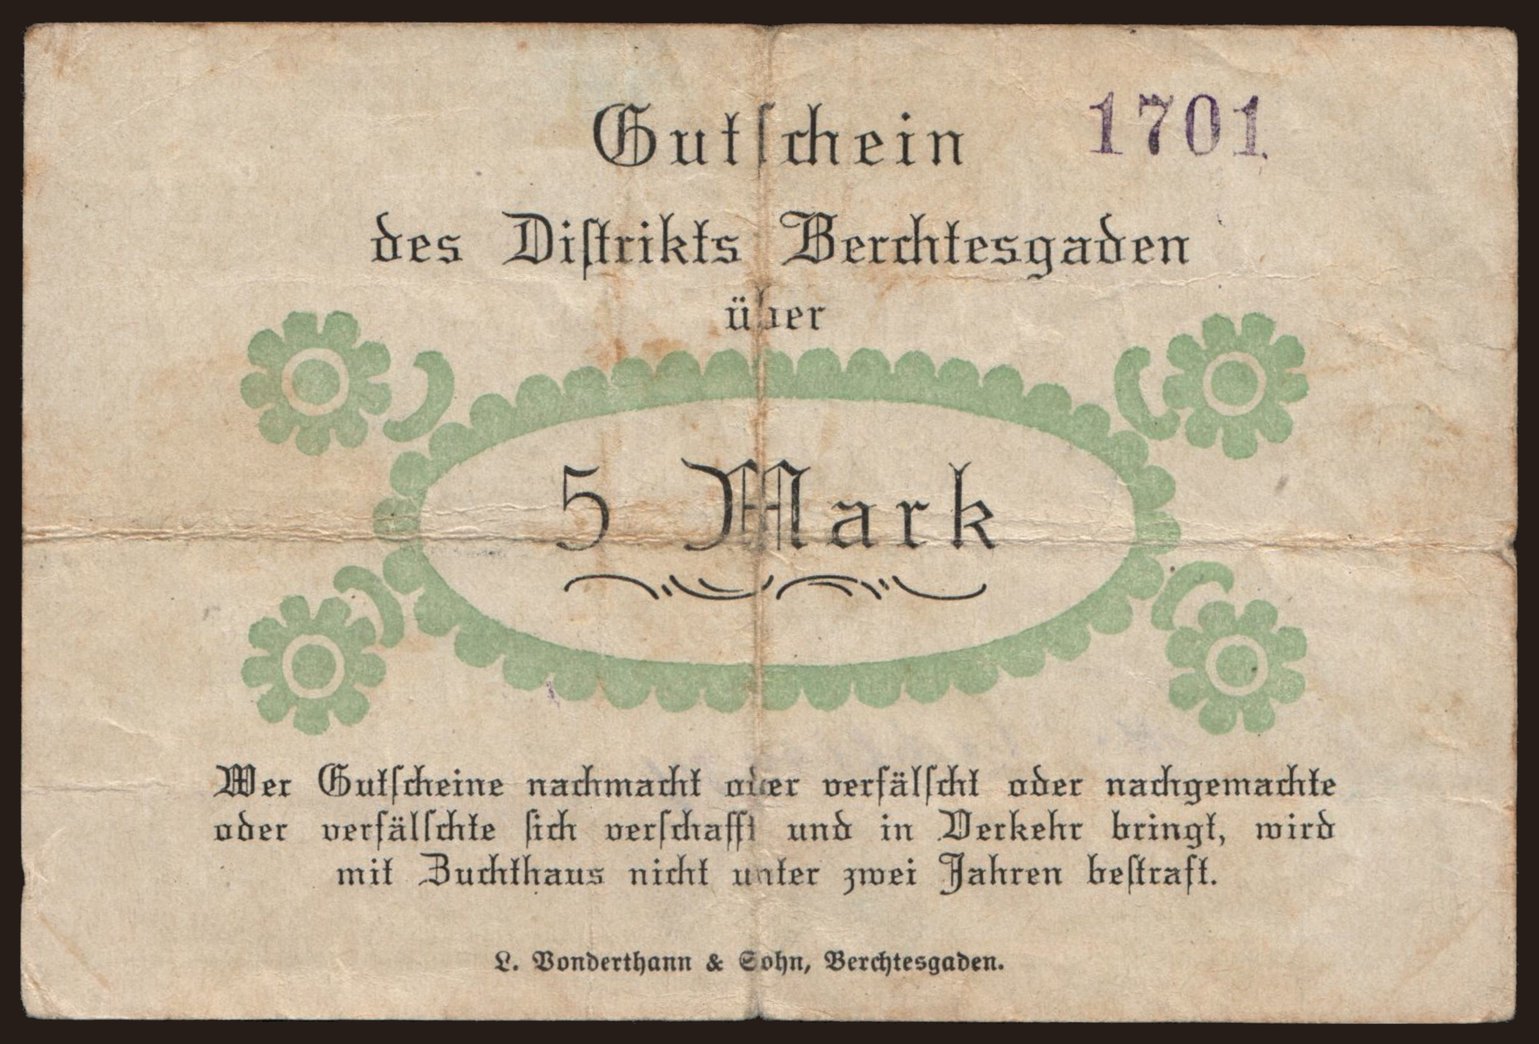 Gutschein 1701
des Distrikts Berchtesgaden
über
5 Mark
Wer Gutscheine nachmacht oder verfälscht oder nachgemachte
oder verfälschte sich verschafft und in Verkehr bringt, wird
mit Zuchthaus nicht unter zwei Jahren bestraft.
L. Vonderthann & Sohn, Berchtesgaden.